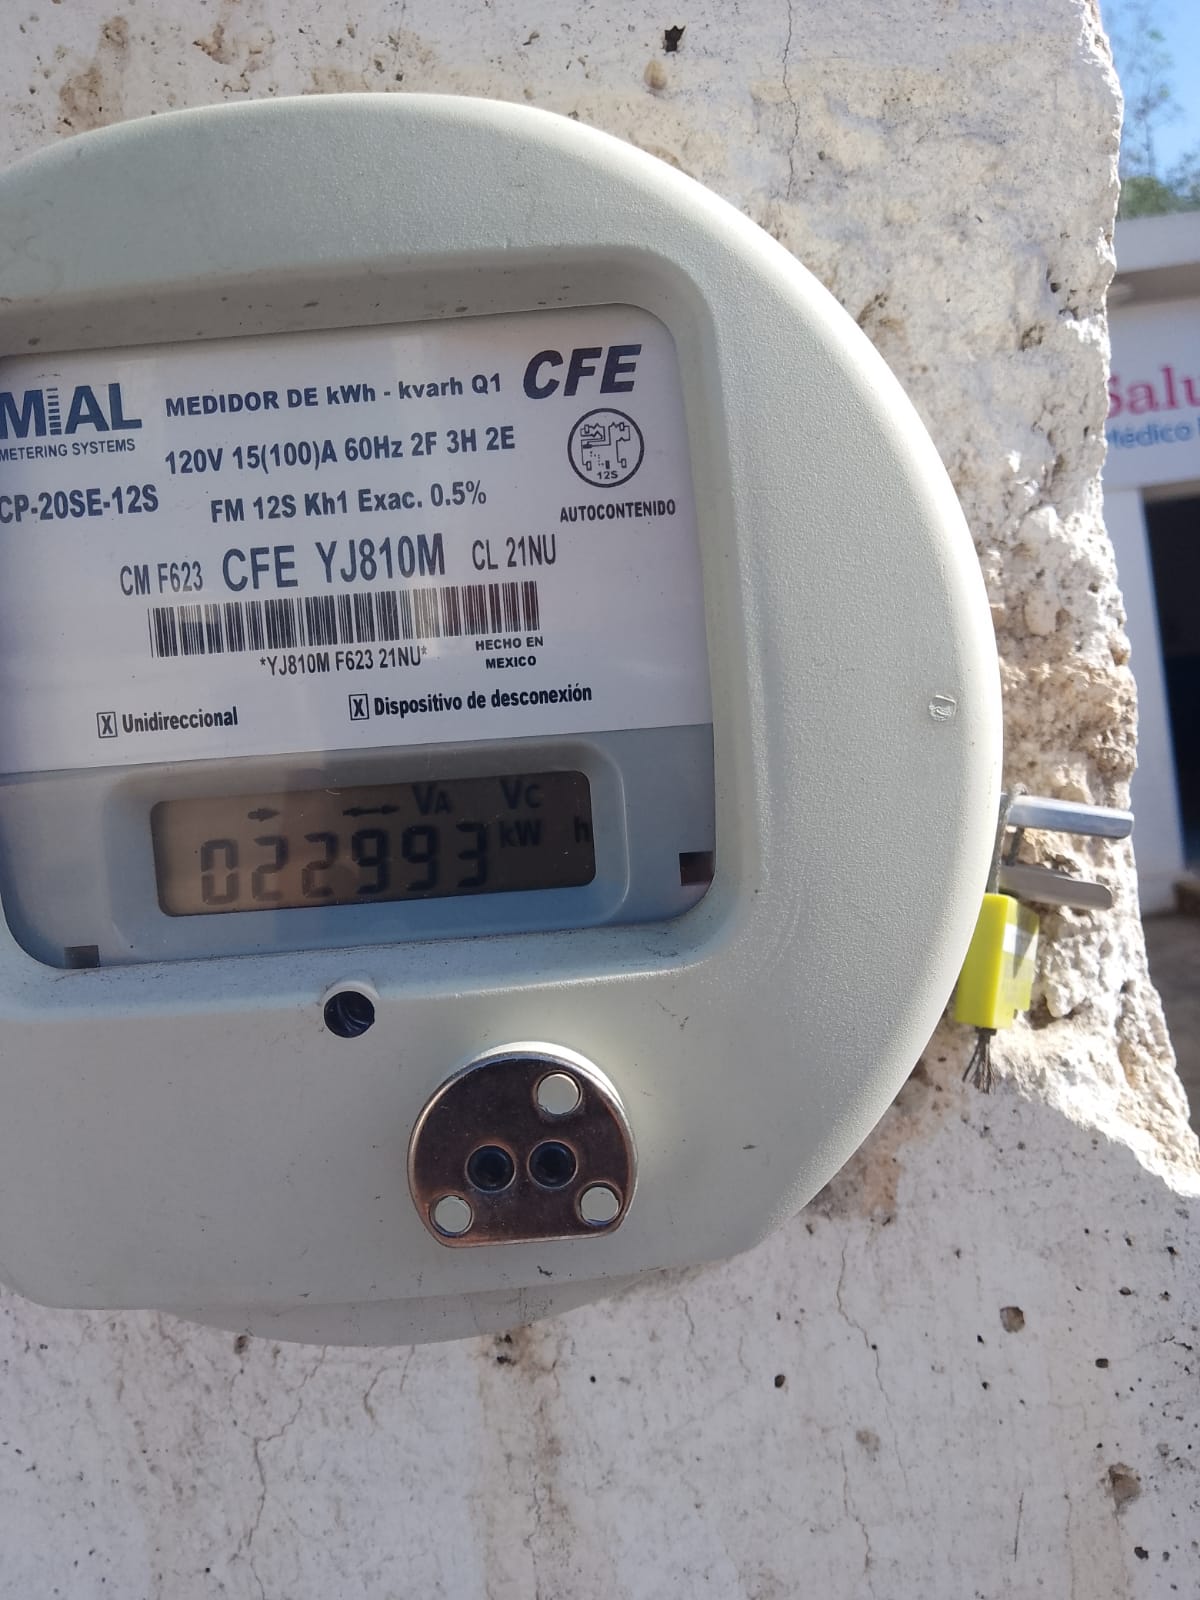 MIAL
METERING SYSTEMS
MEDIDOR DE kWh - kvarh Q1
CFE
120V 15(100)A 60Hz 2F 3H 2E
12S
CP-20SE-12S
FM 12S Kh1 Exac. 0.5%
AUTOCONTENIDO
CM F623 CFE YJ810M CL 21NU
*YJ810M F623 21NU*
HECHO EN
MEXICO
X Unidireccional
X Dispositivo de desconexión
VA Vc
022993 kW h
Salu
Médico